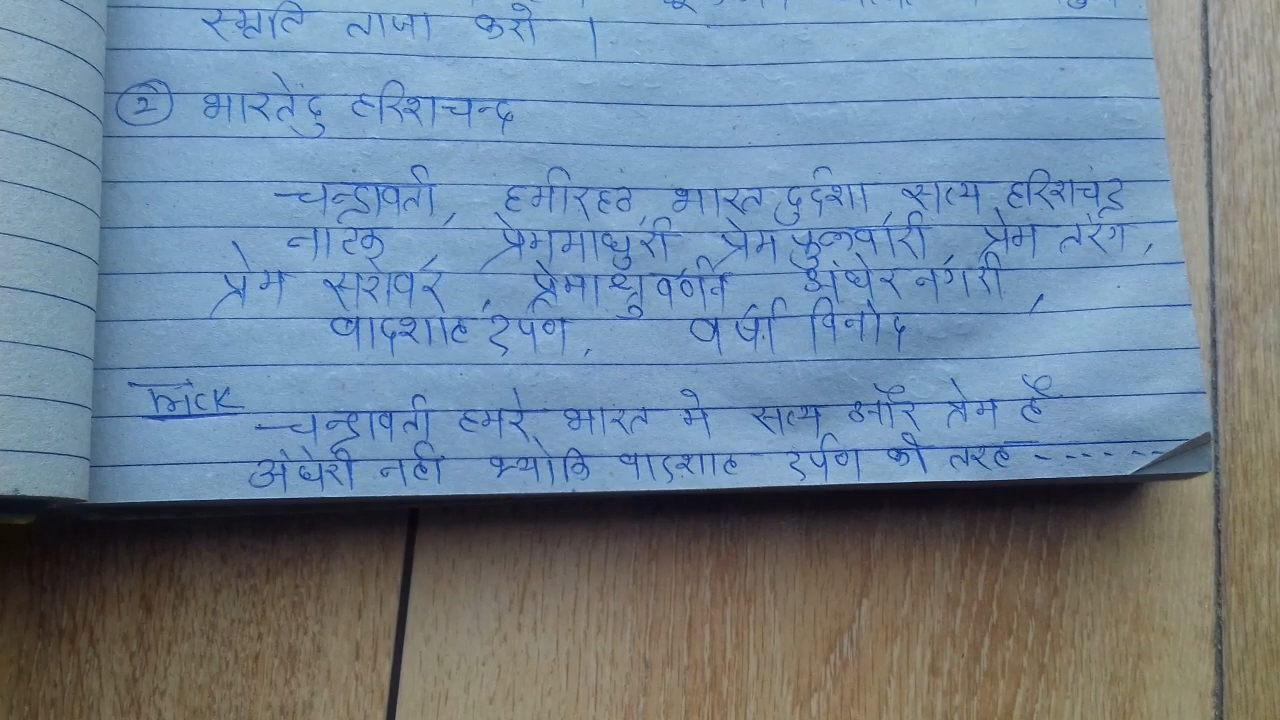 स्मृति ताजा करो ।
② भारतेंदु हरिशचन्द
चन्द्रावती, हमीरहठ, भारत दुर्दशा, सत्य हरिशचंद्र
नाटक, प्रेममाधुरी प्रेम फुलवारी प्रेम तरंग,
प्रेम सरोवर, प्रेमाश्रुवर्णन अंधेर नगरी,
बादशाह दर्पण, वर्षा विनोद
Trick
चन्द्रावती हमरे भारत मे सत्य और प्रेम है
अंधेरी नही क्योकि बादशाह दर्पण की तरह ------